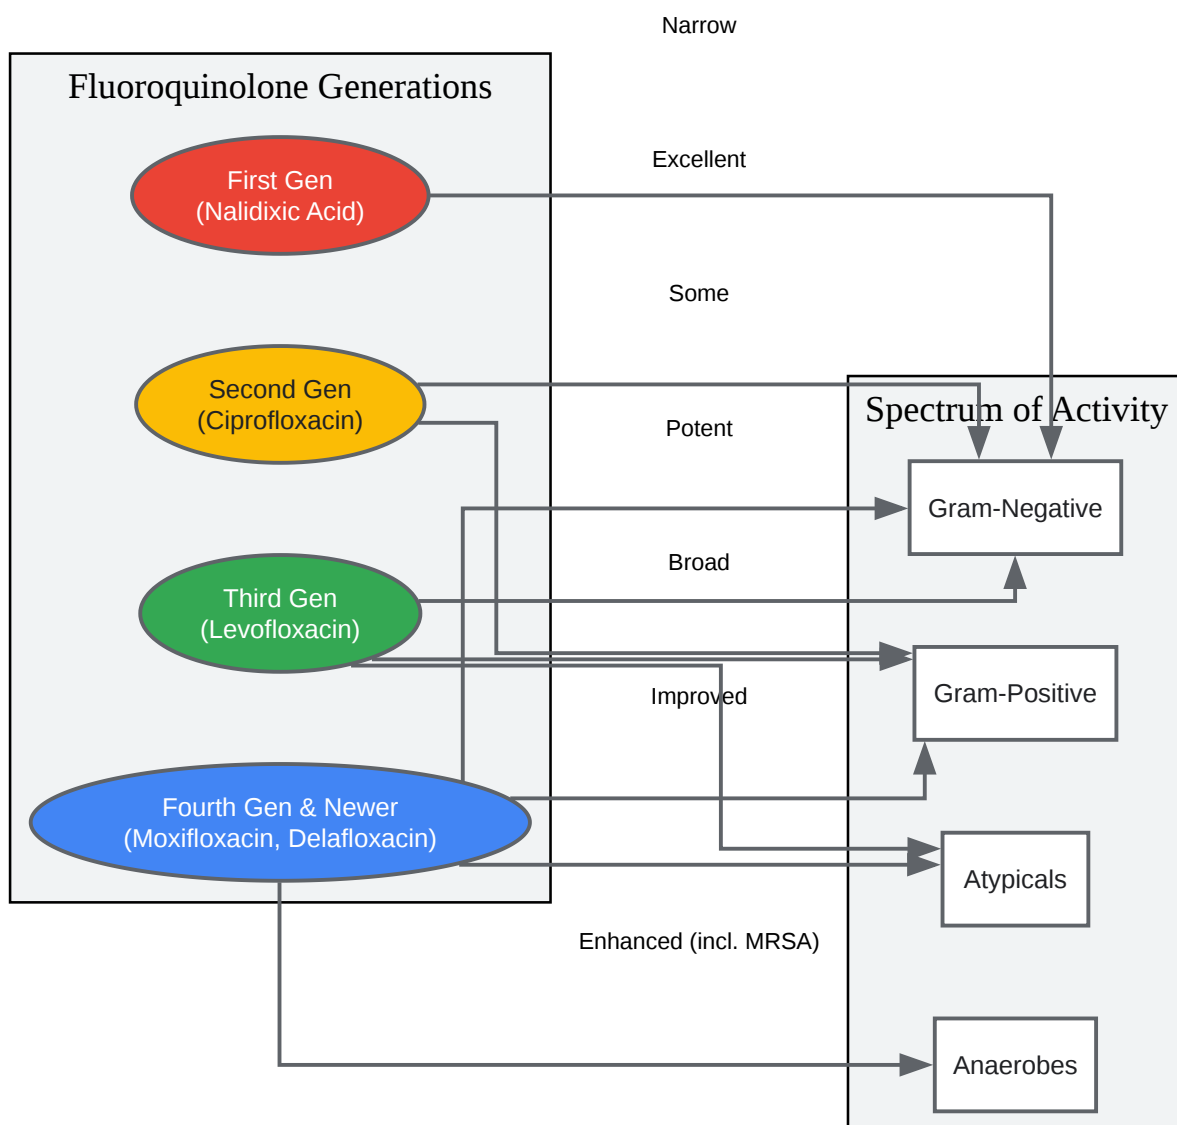 Narrow
Fluoroquinolone Generations
Excellent
First Gen
(Nalidixic Acid)
Some
Second Gen
(Ciprofloxacin)
Spectrum of Activity
Potent
Gram-Negative
Broad
Third Gen
(Levofloxacin)
Gram-Positive
Improved
Fourth Gen & Newer
(Moxifloxacin, Delafloxacin)
Atypicals
Enhanced (incl. MRSA)
Anaerobes